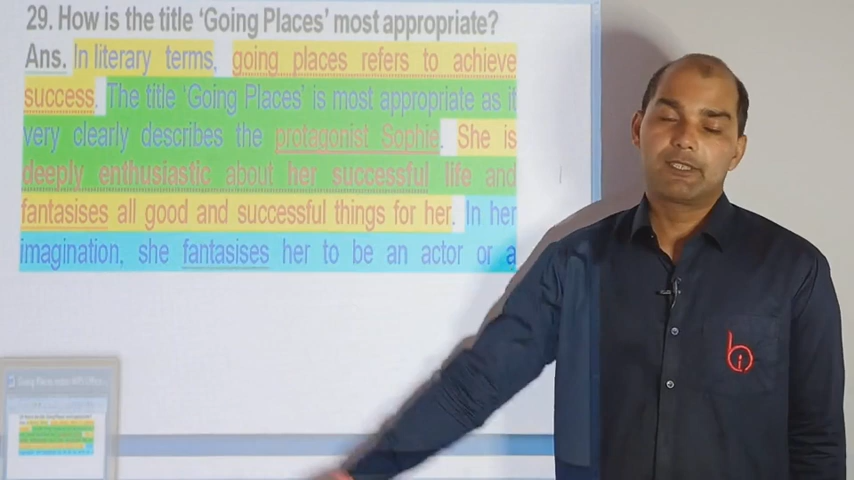 29. How is the title ‘Going Places’ most appropriate?
Ans. In literary terms, going places refers to achieve
success. The title ‘Going Places’ is most appropriate as it
very clearly describes the protagonist Sophie. She is
deeply enthusiastic about her successful life and
fantasises all good and successful things for her. In her
imagination, she fantasises her to be an actor or a